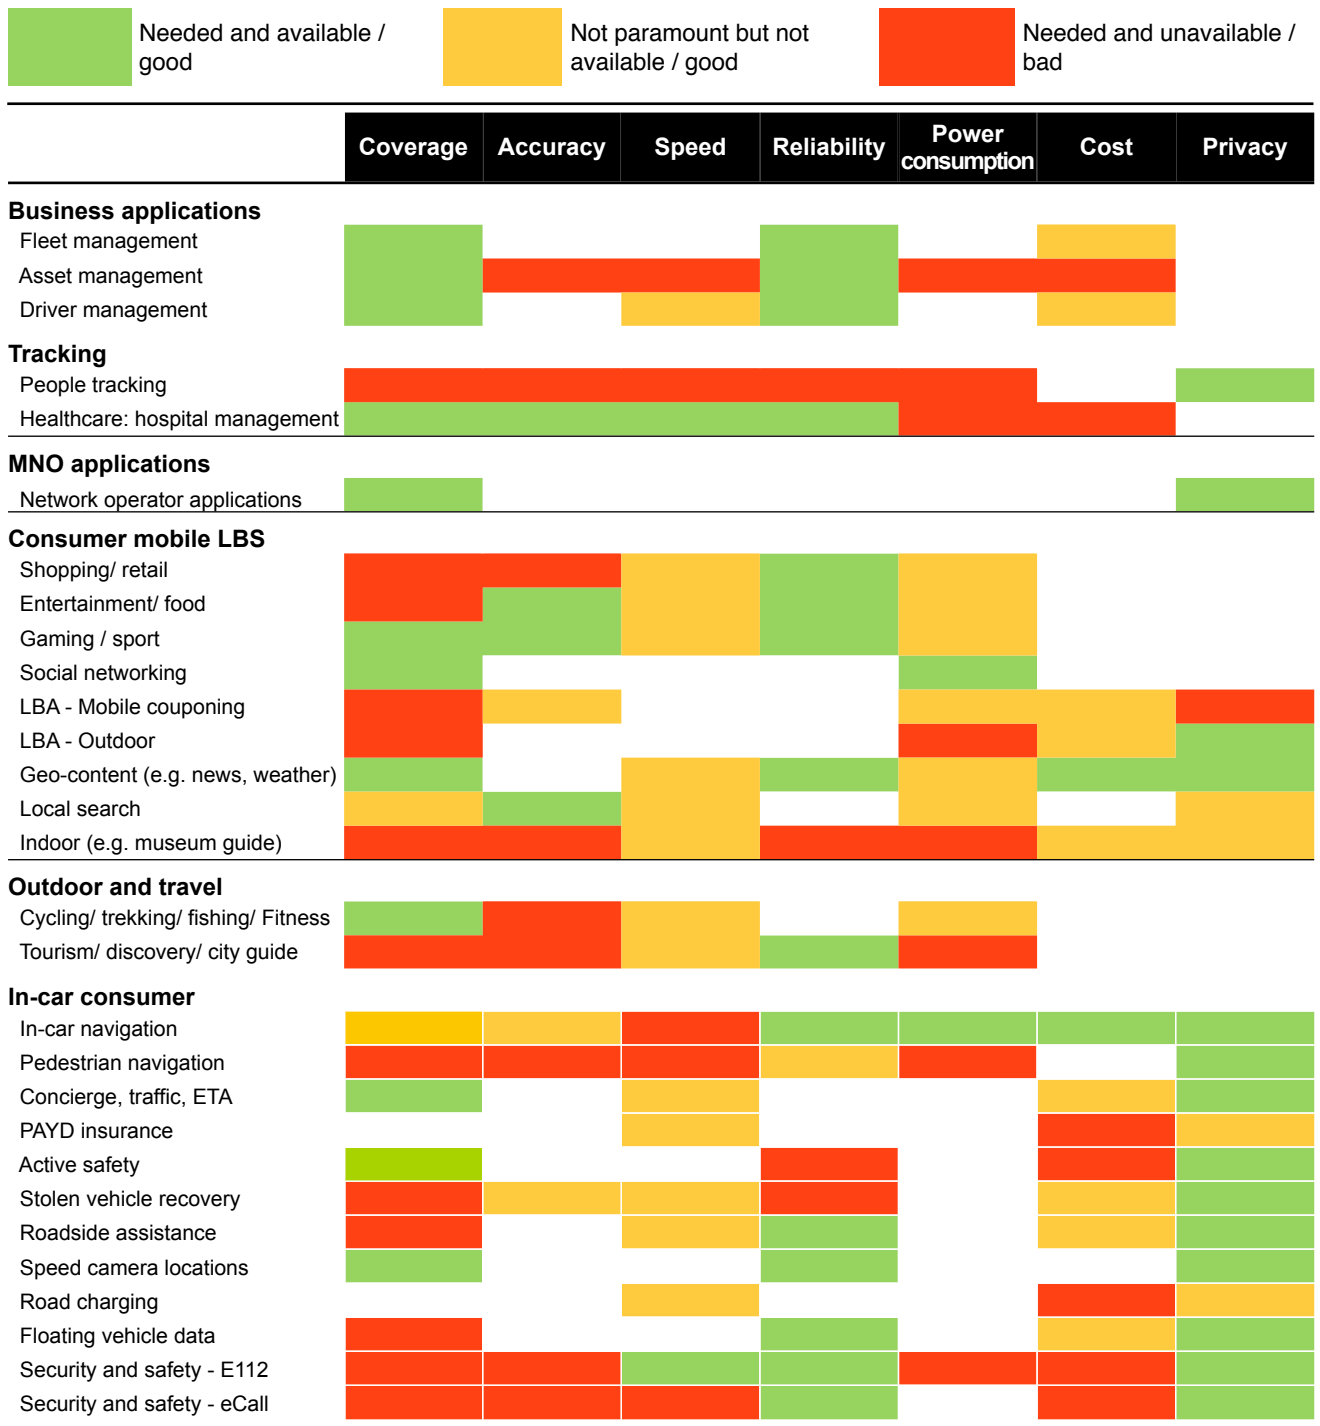 Needed and available /
good
Not paramount but not
available / good
Needed and unavailable /
bad
Coverage Accuracy Speed Reliability Power consumption Cost Privacy
Business applications
Fleet management
Asset management
Driver management
Tracking
People tracking
Healthcare: hospital management
MNO applications
Network operator applications
Consumer mobile LBS
Shopping/ retail
Entertainment/ food
Gaming / sport
Social networking
LBA - Mobile couponing
LBA - Outdoor
Geo-content (e.g. news, weather)
Local search
Indoor (e.g. museum guide)
Outdoor and travel
Cycling/ trekking/ fishing/ Fitness
Tourism/ discovery/ city guide
In-car consumer
In-car navigation
Pedestrian navigation
Concierge, traffic, ETA
PAYD insurance
Active safety
Stolen vehicle recovery
Roadside assistance
Speed camera locations
Road charging
Floating vehicle data
Security and safety - E112
Security and safety - eCall